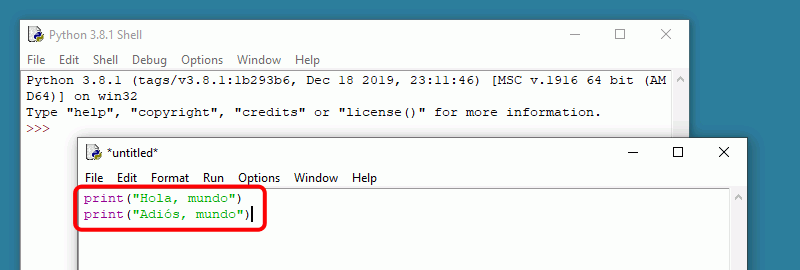 Python 3.8.1 Shell
File Edit Shell Debug Options Window Help
Python 3.8.1 (tags/v3.8.1:1b293b6, Dec 18 2019, 23:11:46) [MSC v.1916 64 bit (AM
D64)] on win32
Type "help", "copyright", "credits" or "license()" for more information.
>>>
*untitled*
File Edit Format Run Options Window Help
print("Hola, mundo")
print("Adiós, mundo")